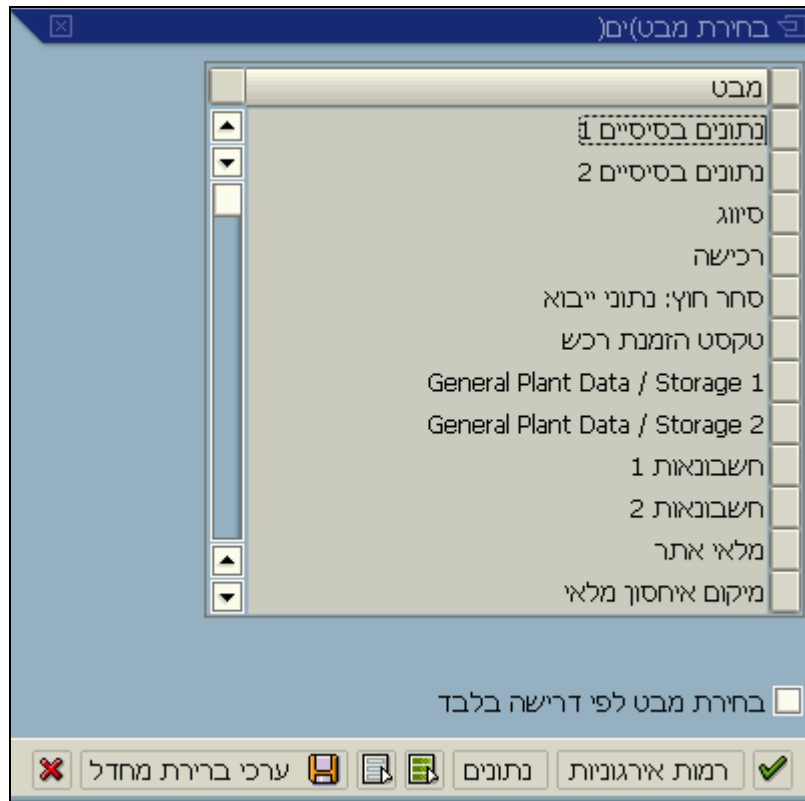 בחירת מבט)ים(
מבט
נתונים בסיסיים 1
נתונים בסיסיים 2
סיווג
רכישה
סחר חוץ: נתוני ייבוא
טקסט הזמנת רכש
General Plant Data / Storage 1
General Plant Data / Storage 2
חשבונאות 1
חשבונאות 2
מלאי אתר
מיקום איחסון מלאי
בחירת מבט לפי דרישה בלבד
רמות אירגוניות נתונים ערכי ברירת מחדל